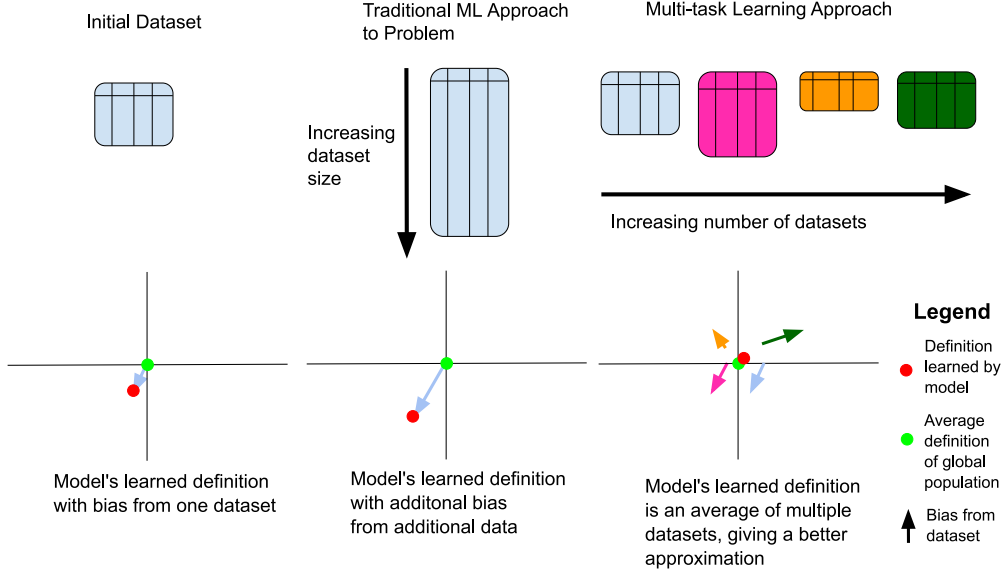 Initial Dataset
Traditional ML Approach
to Problem
Multi-task Learning Approach
Increasing
dataset
size
Increasing number of datasets
Model's learned definition
with bias from one dataset
Model's learned definition
with additonal bias
from additional data
Model's learned definition
is an average of multiple
datasets, giving a better
approximation
Legend
Definition
learned by
model
Average
definition
of global
population
Bias from
dataset